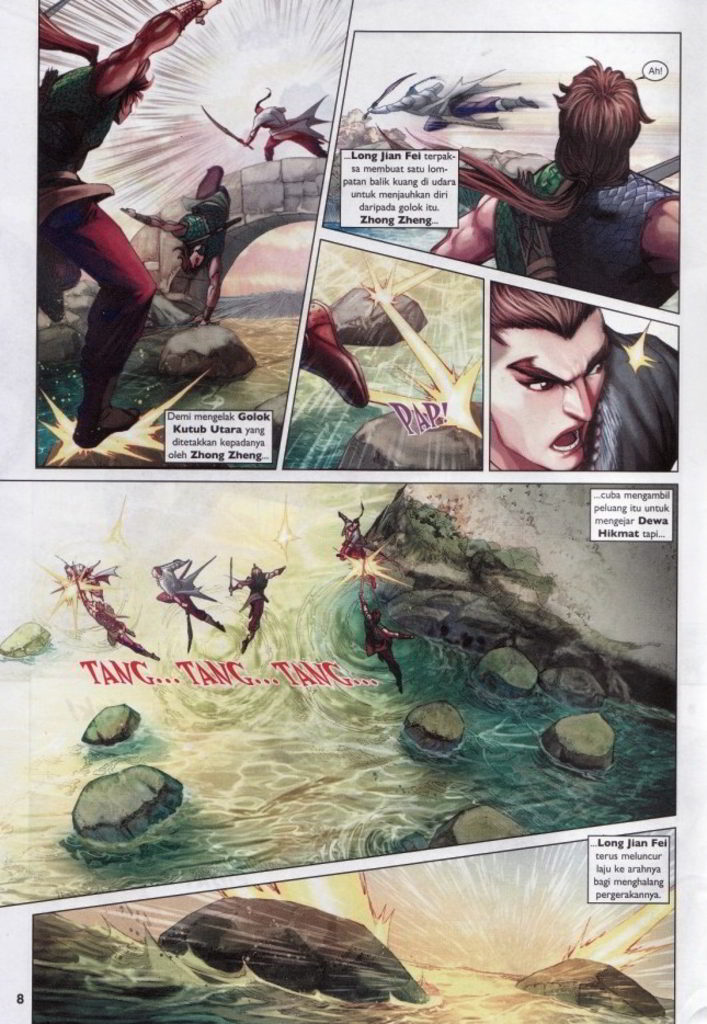 Demi mengelak Golok
Kutub Utara yang
ditetakkan kepadanya
oleh Zhong Zheng...
Ah!
...Long Jian Fei terpak-
sa membuat satu lom-
patan balik kuang di udara
untuk menjauhkan diri
daripada golok itu.
Zhong Zheng...
PAP!
...cuba mengambil
peluang itu untuk
mengejar Dewa
Hikmat tapi...
TANG... TANG... TANG...
...Long Jian Fei
terus meluncur
laju ke arahnya
bagi menghalang
pergerakannya.
8